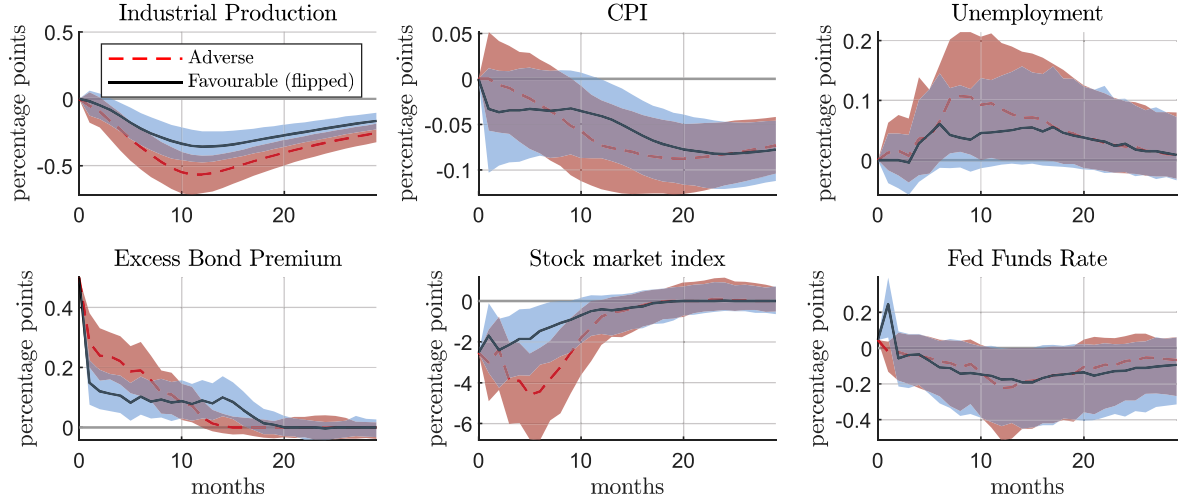 Industrial Production
CPI
Unemployment
percentage points
0.5
0
-0.5
0
10
20
Adverse
Favourable (flipped)
percentage points
0.05
0
-0.05
-0.1
0
10
20
percentage points
0.2
0.1
0
0
10
20
Excess Bond Premium
Stock market index
Fed Funds Rate
percentage points
0.4
0.2
0
0
10
20
months
percentage points
0
-2
-4
-6
0
10
20
months
percentage points
0.2
0
-0.2
-0.4
0
10
20
months